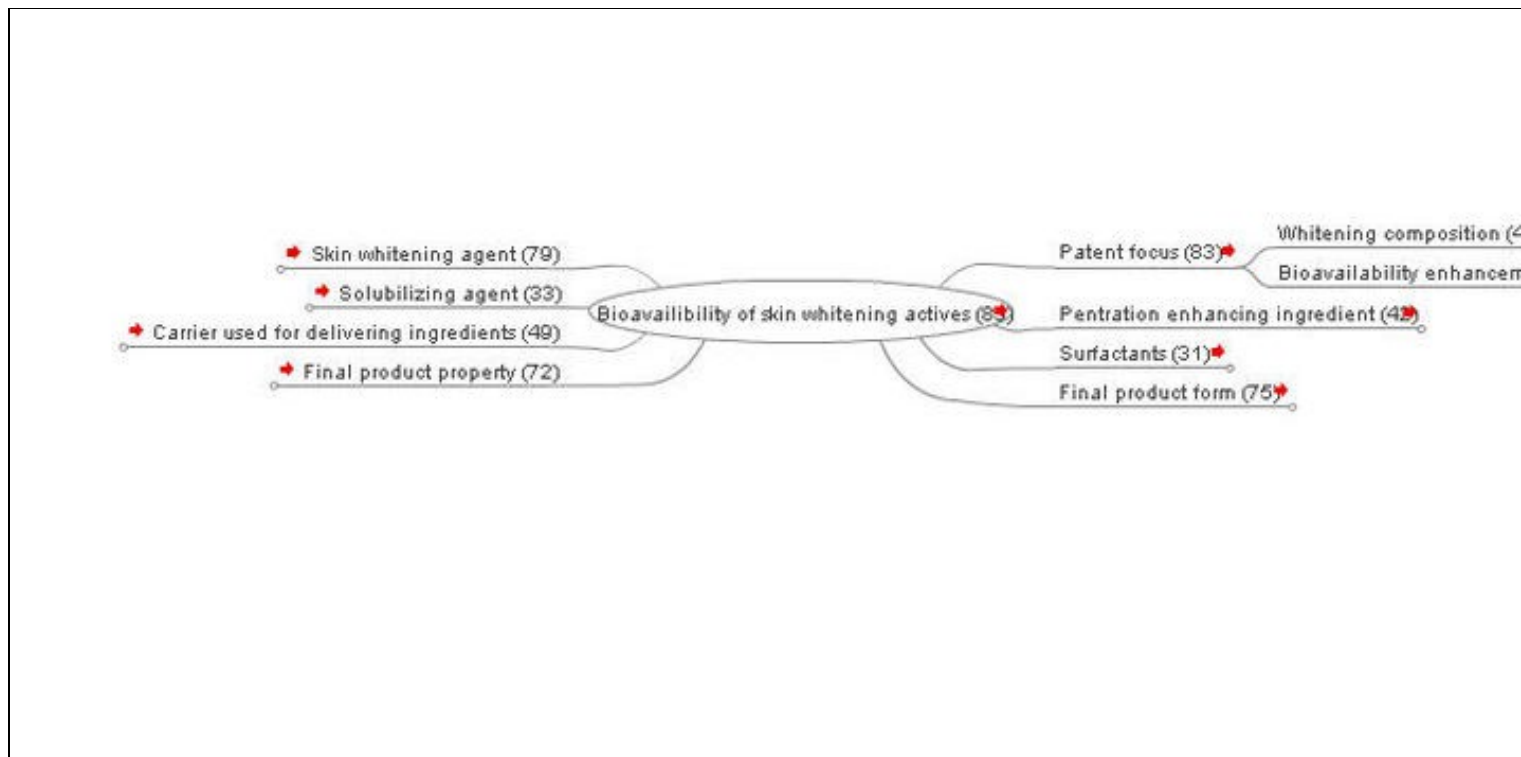 Skin whitening agent (79)
Solubilizing agent (33)
Carrier used for delivering ingredients (49)
Final product property (72)
Bioavailibility of skin whitening actives
Patent focus (83)
Whitening composition
Bioavailability
Pentration enhancing ingredient
Surfactants (31)
Final product form (75)